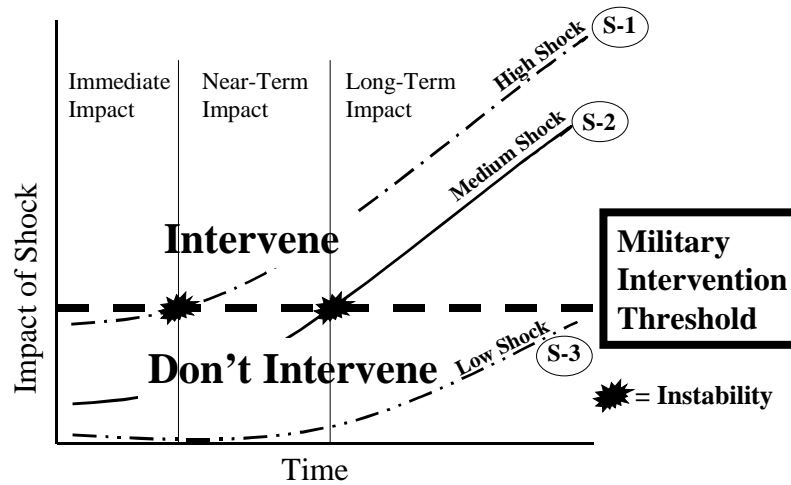 S-1
High Shock
Immediate
Impact
Near-Term
Impact
Long-Term
Impact
S-2
Medium Shock
Intervene
Impact of Shock
Military
Intervention
Threshold
Don't Intervene
Low Shock
S-3
= Instability
Time